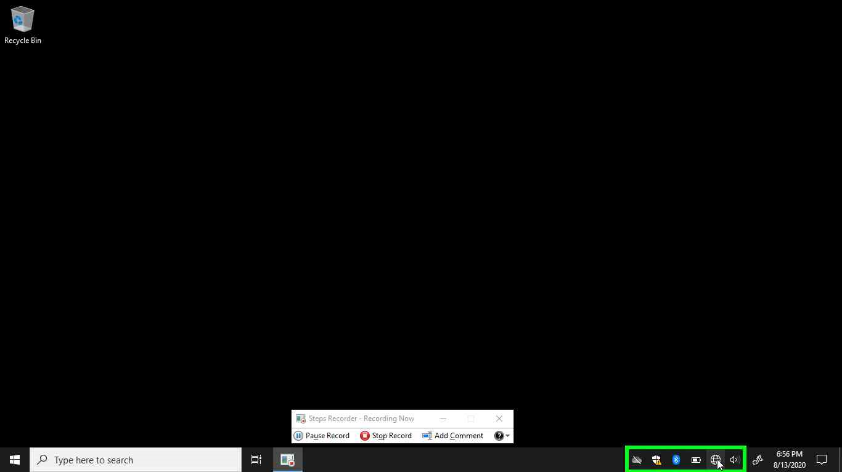 Recycle Bin
Steps Recorder - Recording Now
Pause Record Stop Record Add Comment
Type here to search
6:56 PM
8/13/2020